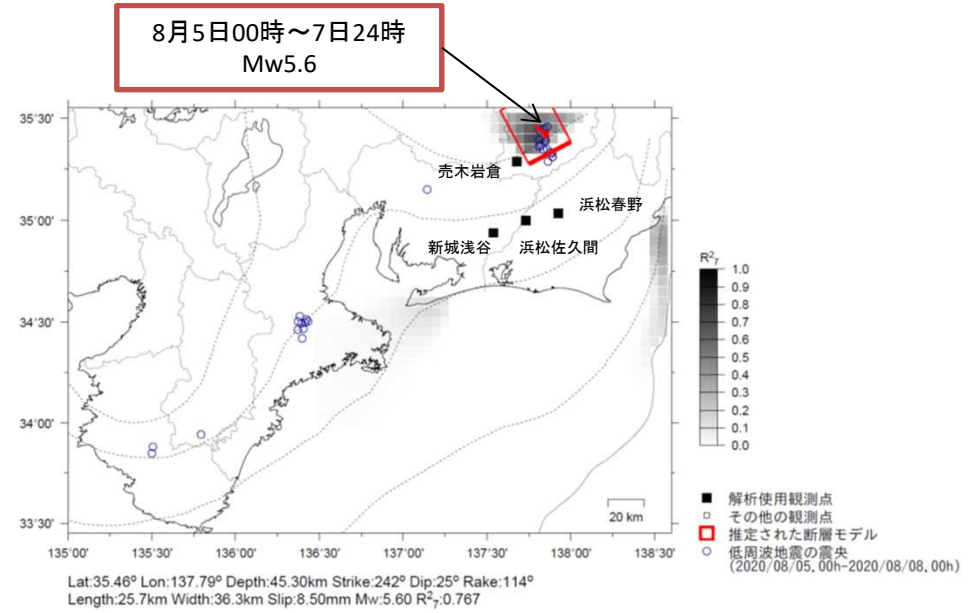 8月5日00時～7日24時
Mw5.6
35°30'
35°00'
34°30'
34°00'
33°30'
135°00'
135°30'
136°00'
136°30'
137°00'
137°30'
138°00'
138°30'
売木岩倉
浜松春野
新城浅谷
浜松佐久間
20 km
R²₇
1.0
0.9
0.8
0.7
0.6
0.5
0.4
0.3
0.2
0.1
0.0
解析使用観測点
その他の観測点
推定された断層モデル
低周波地震の震央
(2020/08/05.00h-2020/08/08.00h)
Lat:35.46° Lon:137.79° Depth:45.30km Strike:242° Dip:25° Rake:114°
Length:25.7km Width:36.3km Slip:8.50mm Mw:5.60 R²₇:0.767